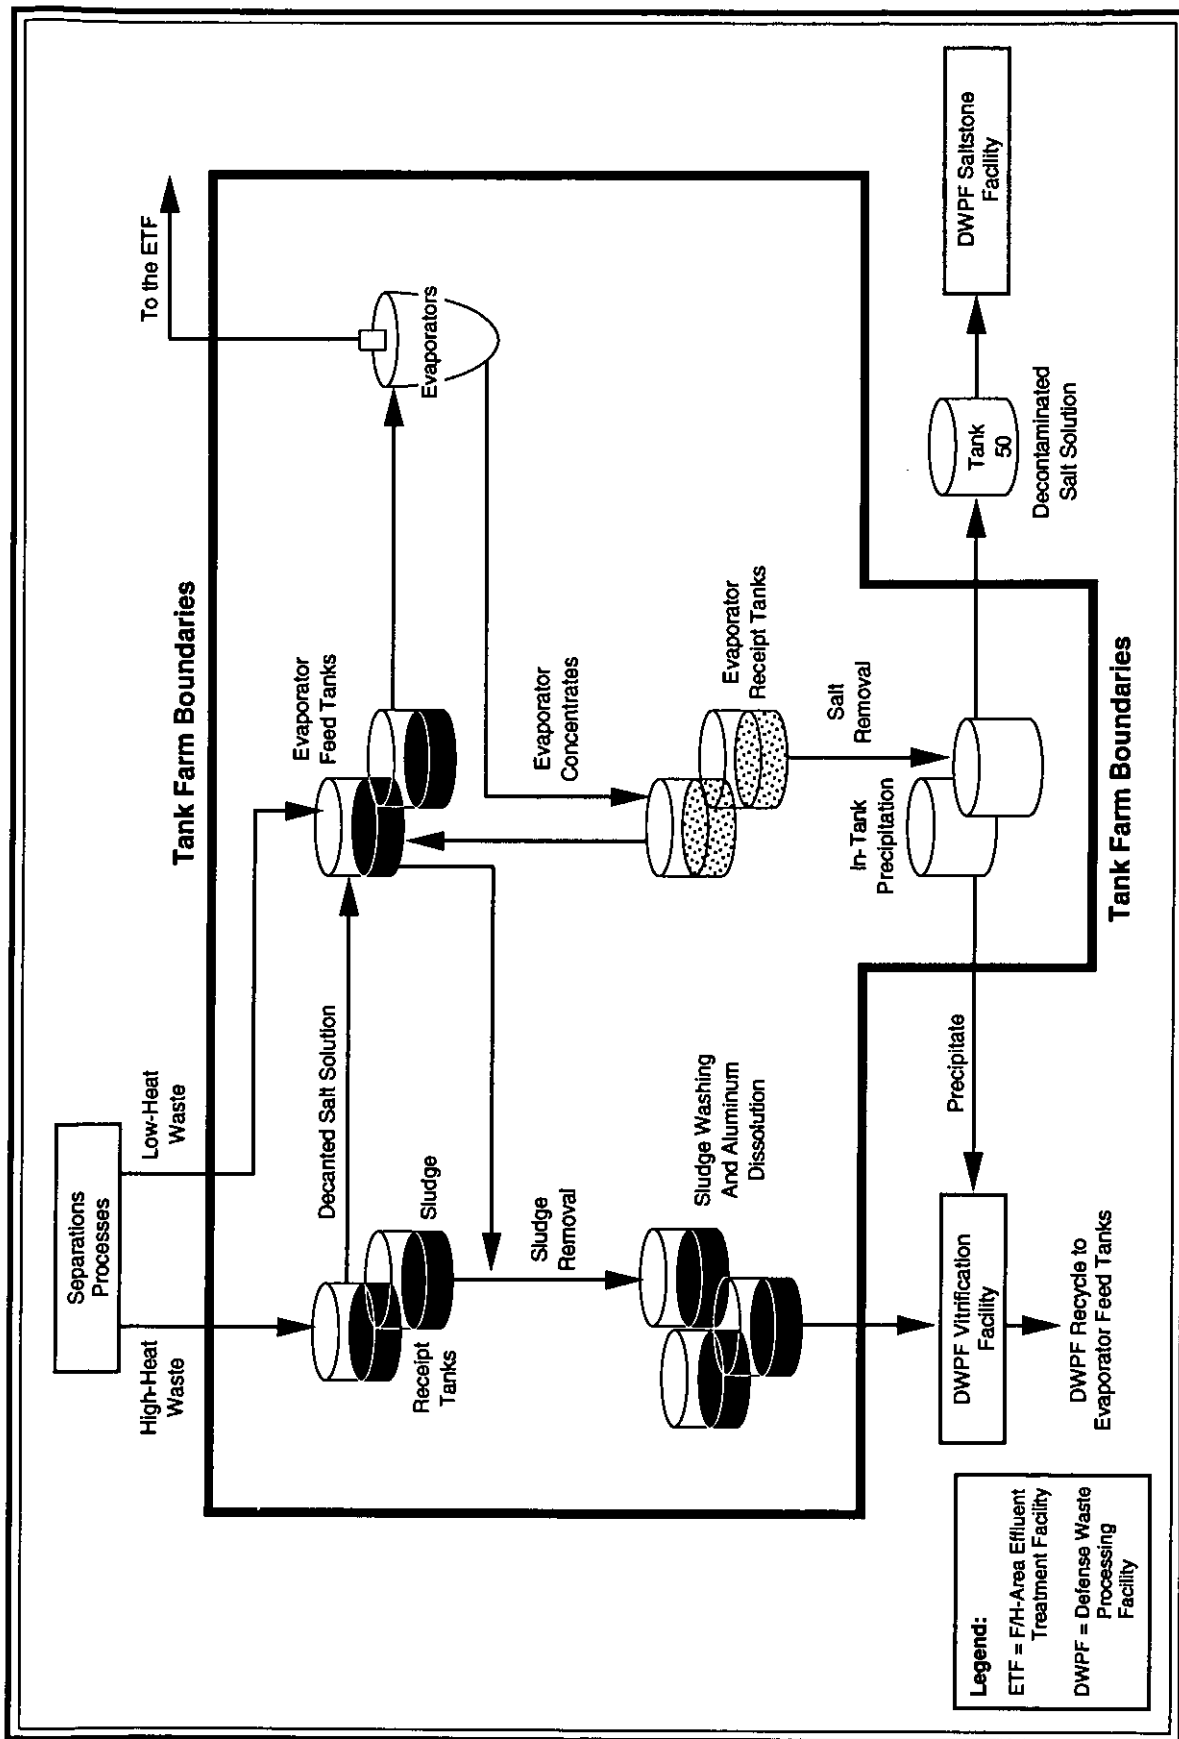 Separations
Processes
High-Heat
Waste
Low-Heat
Waste
To the ETF
Tank Farm Boundaries
Receipt
Tanks
Sludge
Decanted Salt Solution
Evaporator
Feed Tanks
Evaporators
Sludge
Removal
Evaporator
Concentrates
Sludge Washing
And Aluminum
Dissolution
Evaporator
Receipt Tanks
Salt
Removal
In-Tank
Precipitation
Precipitate
DWPF Vitrification
Facility
DWPF Recycle to
Evaporator Feed Tanks
Tank
50
Decontaminated
Salt Solution
DWPF Saltstone
Facility
Tank Farm Boundaries
Legend:
ETF = F/H-Area Effluent
Treatment Facility
DWPF = Defense Waste
Processing
Facility